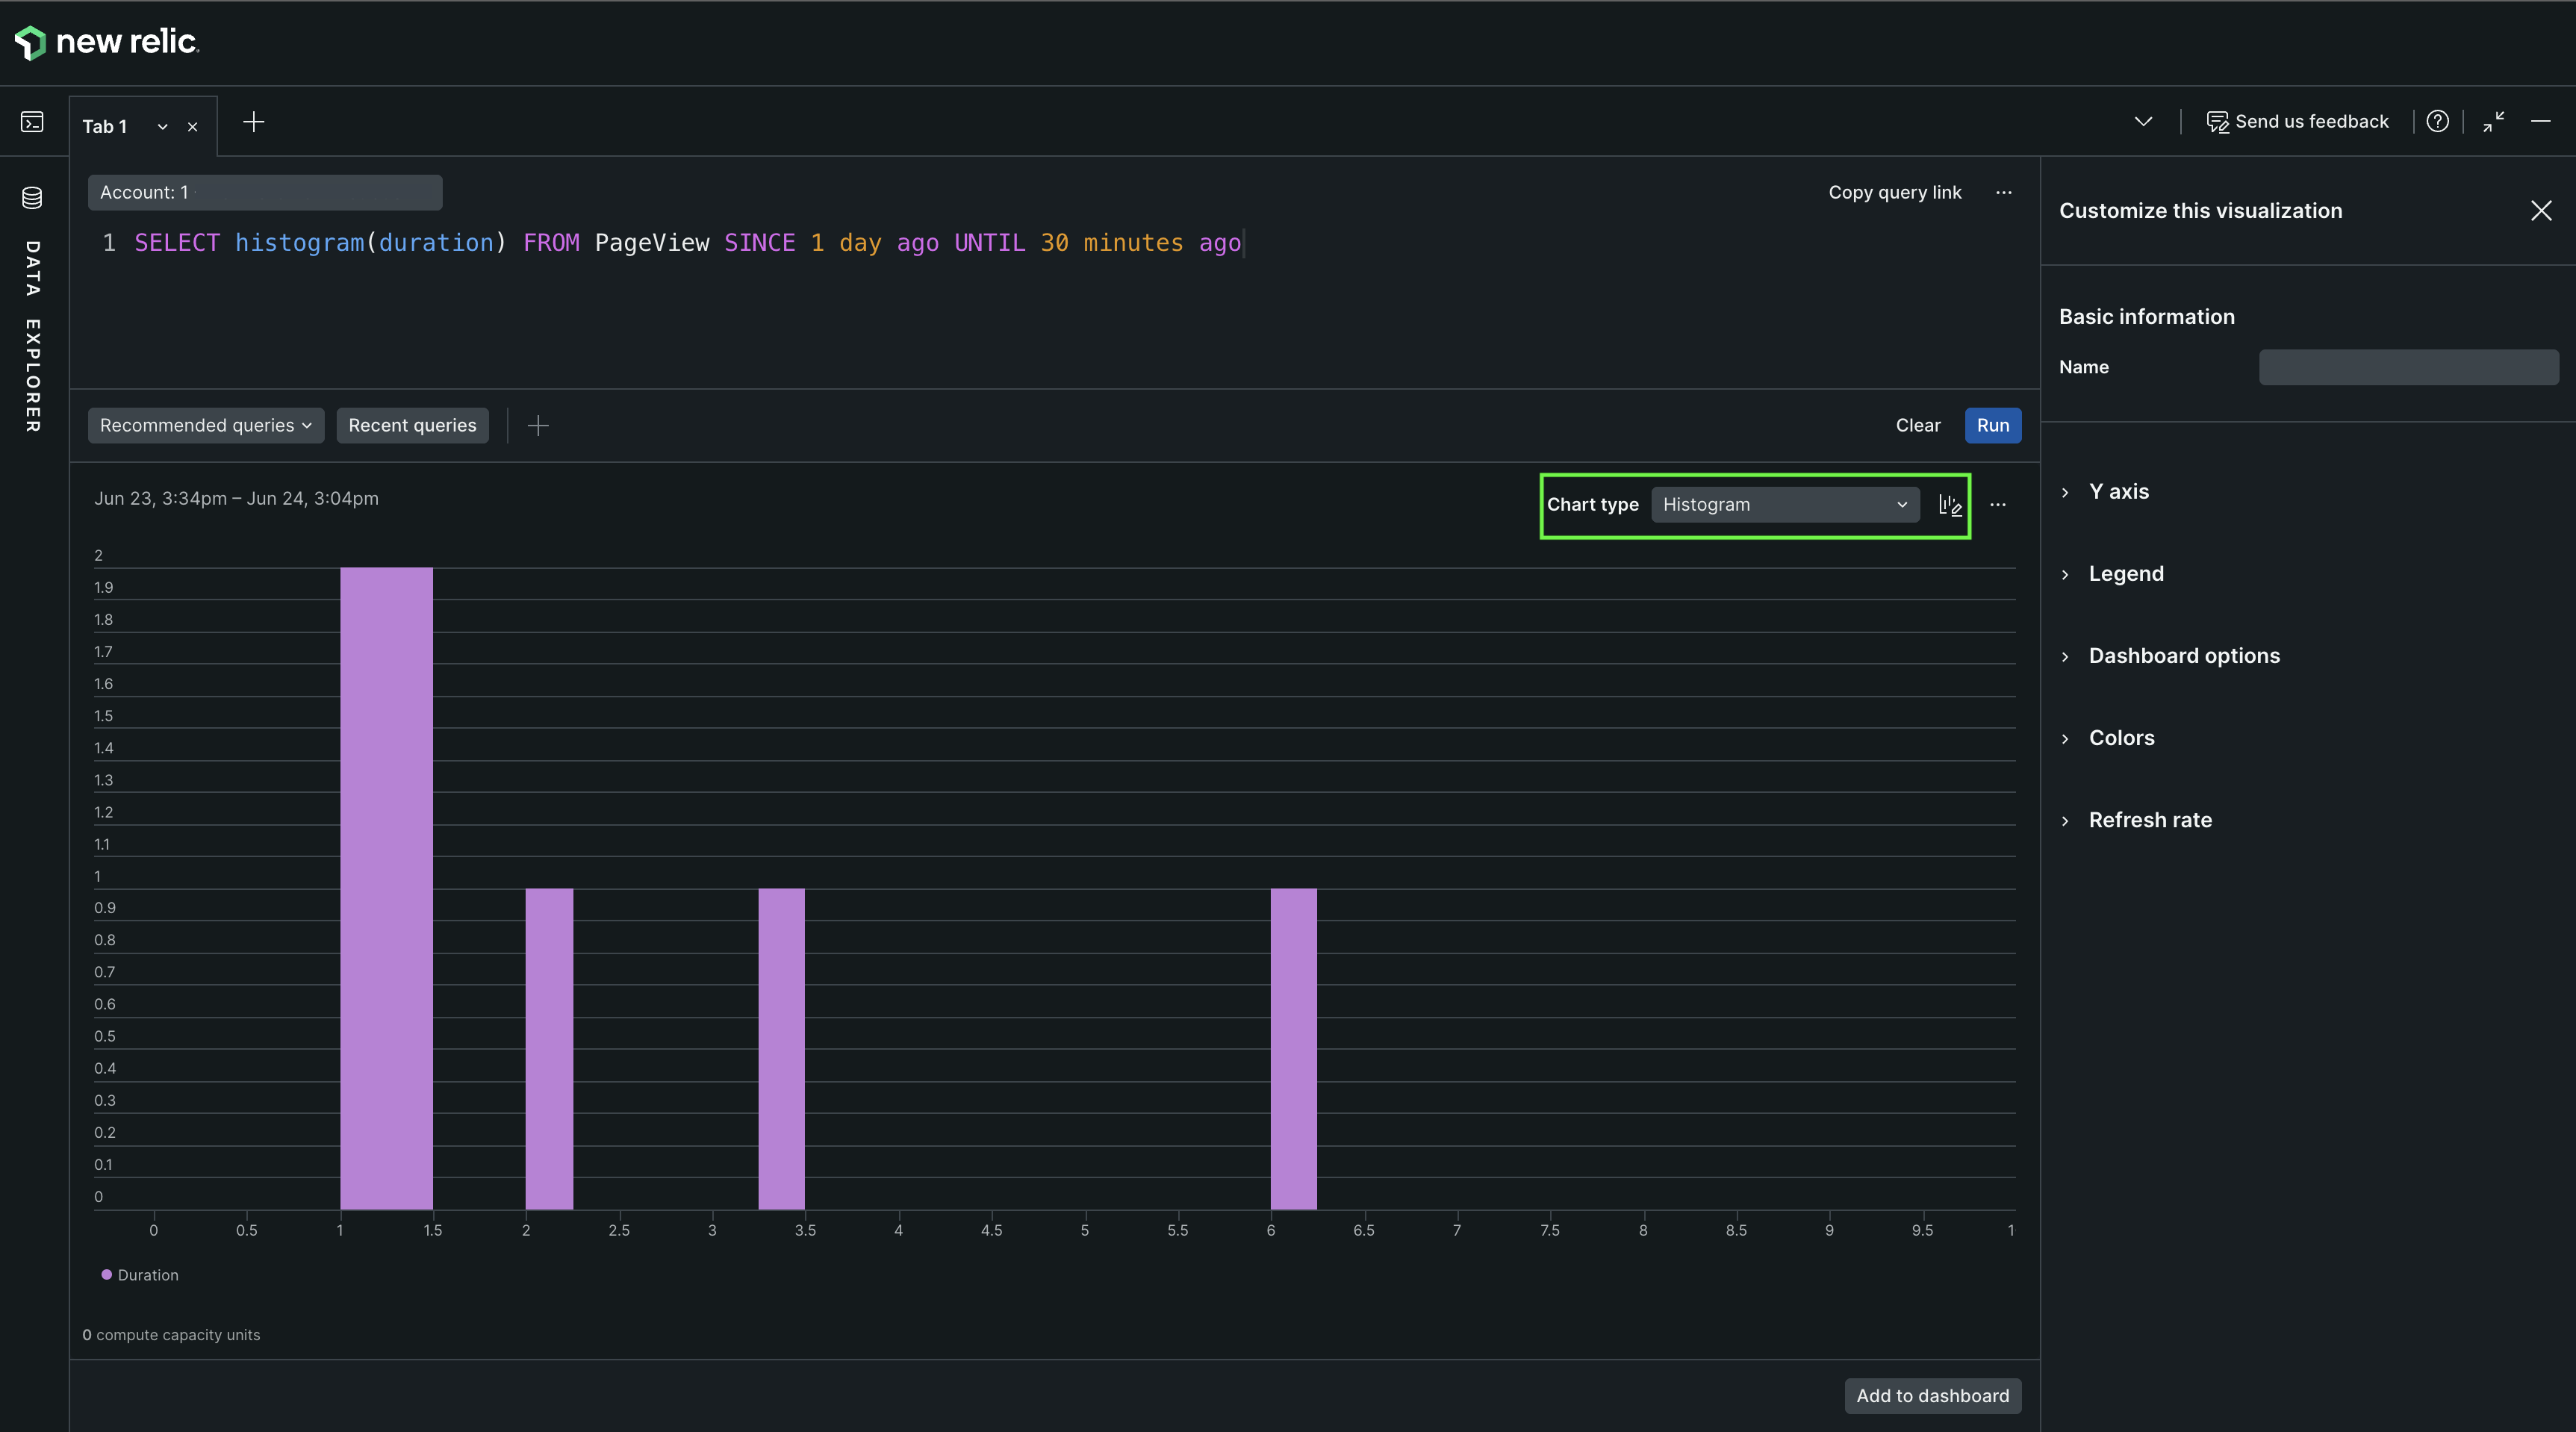 new relic.
Tab 1
Send us feedback
Account: 1
Copy query link
1 SELECT histogram(duration) FROM PageView SINCE 1 day ago UNTIL 30 minutes ago
DATA EXPLORER
Recommended queries
Recent queries
Clear
Run
Jun 23, 3:34pm – Jun 24, 3:04pm
Chart type
Histogram
2
1.9
1.8
1.7
1.6
1.5
1.4
1.3
1.2
1.1
1
0.9
0.8
0.7
0.6
0.5
0.4
0.3
0.2
0.1
0
0 0.5 1 1.5 2 2.5 3 3.5 4 4.5 5 5.5 6 6.5 7 7.5 8 8.5 9 9.5 1
Duration
0 compute capacity units
Add to dashboard
Customize this visualization
Basic information
Name
Y axis
Legend
Dashboard options
Colors
Refresh rate